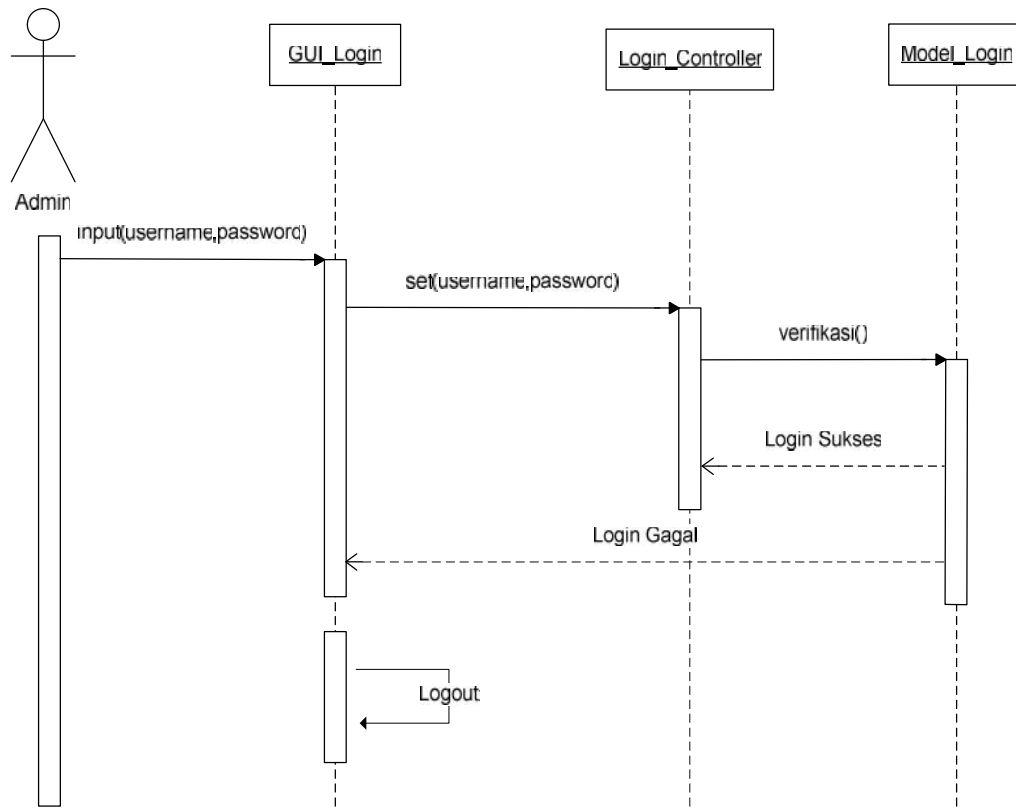 GUI_Login
Login_Controller
Model_Login
Admin
input(username,password)
set(username,password)
verifikasi()
Login Sukses
Login Gagal
Logout